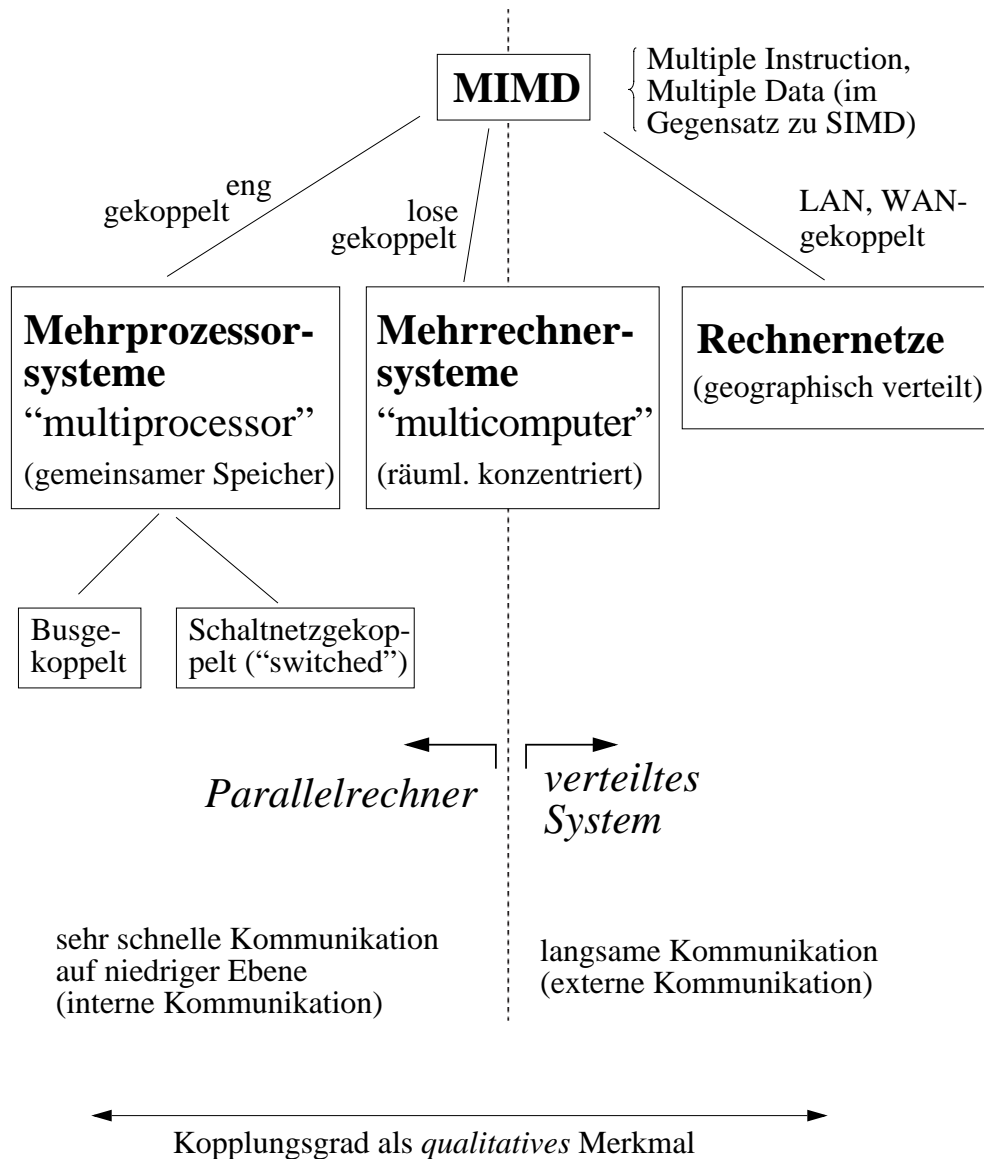 MIMD
Multiple Instruction,
Multiple Data (im
Gegensatz zu SIMD)
eng
gekoppelt
lose
gekoppelt
LAN, WAN-
gekoppelt
Mehrprozessor-
systeme
“multiprocessor”
(gemeinsamer Speicher)
Mehrrechner-
systeme
“multicomputer”
(räuml. konzentriert)
Rechnernetze
(geographisch verteilt)
Busge-
koppelt
Schaltnetzgekop-
pelt (“switched”)
Parallelrechner
verteiltes
System
sehr schnelle Kommunikation
auf niedriger Ebene
(interne Kommunikation)
langsame Kommunikation
(externe Kommunikation)
Kopplungsgrad als qualitatives Merkmal